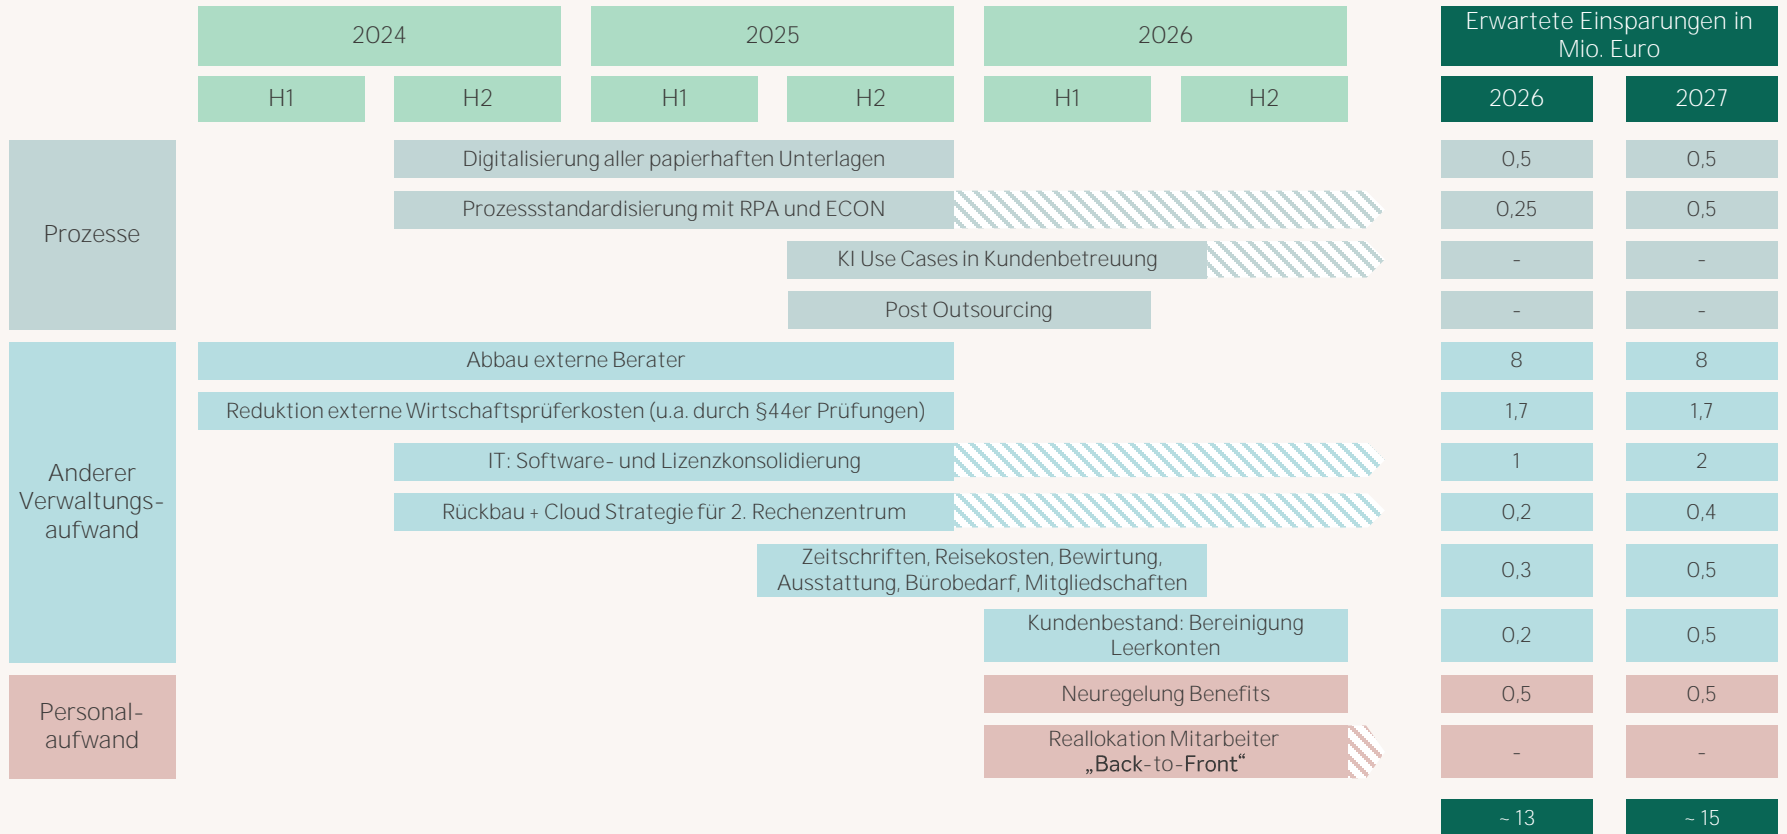 2024
2025
2026
Erwartete Einsparungen in
Mio. Euro
H1
H2
H1
H2
H1
H2
2026
2027
Prozesse
Digitalisierung aller papierhaften Unterlagen
0,5
0,5
Prozessstandardisierung mit RPA und ECON
0,25
0,5
KI Use Cases in Kundenbetreuung
-
-
Post Outsourcing
-
-
Anderer
Verwaltungs-
aufwand
Abbau externe Berater
8
8
Reduktion externe Wirtschaftsprüferkosten (u.a. durch §44er Prüfungen)
1,7
1,7
IT: Software- und Lizenzkonsolidierung
1
2
Rückbau + Cloud Strategie für 2. Rechenzentrum
0,2
0,4
Zeitschriften, Reisekosten, Bewirtung,
Ausstattung, Bürobedarf, Mitgliedschaften
0,3
0,5
Kundenbestand: Bereinigung
Leerkonten
0,2
0,5
Personal-
aufwand
Neuregelung Benefits
0,5
0,5
Reallokation Mitarbeiter
„Back-to-Front“
-
-
~ 13
~ 15